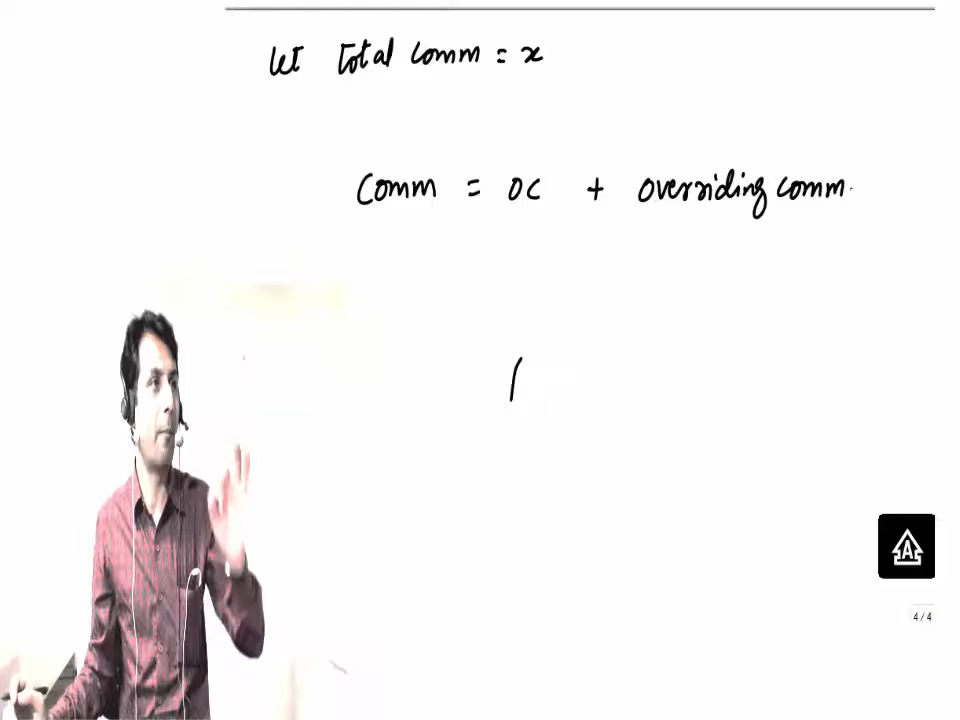 let total comm = x
Comm = OC + overriding comm.
(
A
4/4